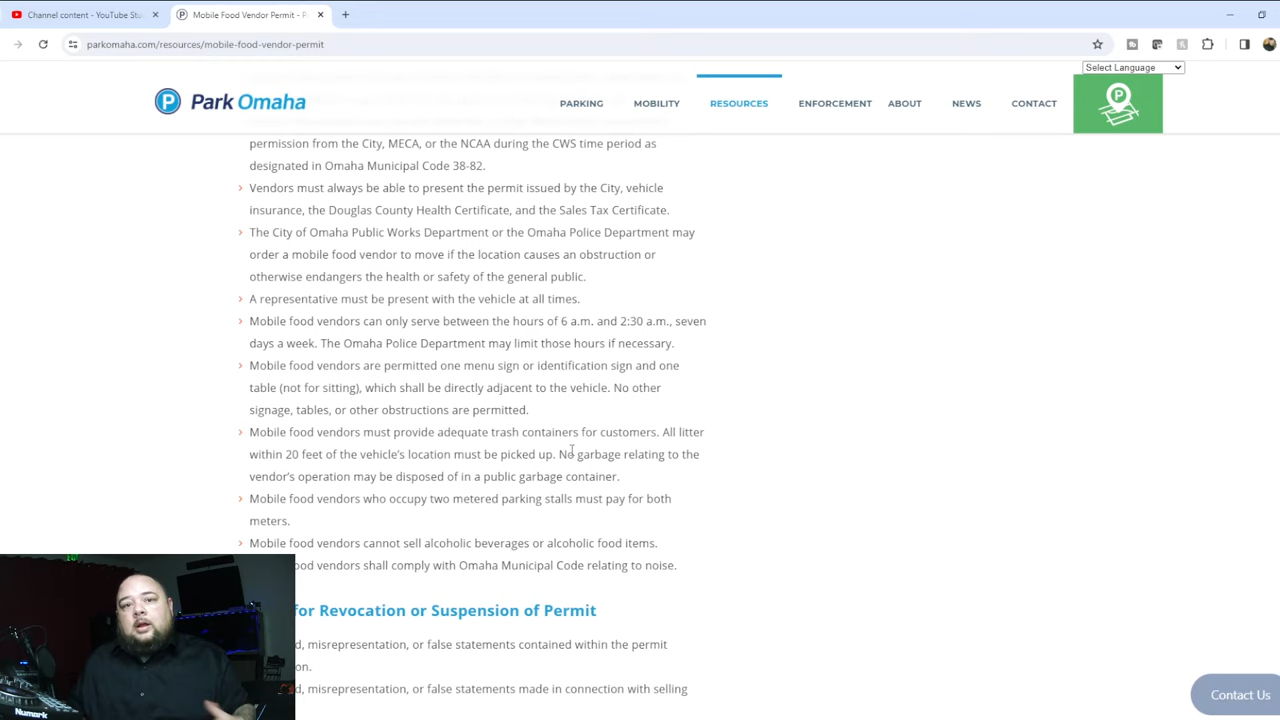 Channel content - YouTube Stu
Mobile Food Vendor Permit - P
parkomaha.com/resources/mobile-food-vendor-permit
Select Language
Park Omaha
PARKING
MOBILITY
RESOURCES
ENFORCEMENT
ABOUT
NEWS
CONTACT
permission from the City, MECA, or the NCAA during the CWS time period as
designated in Omaha Municipal Code 38-82.
Vendors must always be able to present the permit issued by the City, vehicle
insurance, the Douglas County Health Certificate, and the Sales Tax Certificate.
The City of Omaha Public Works Department or the Omaha Police Department may
order a mobile food vendor to move if the location causes an obstruction or
otherwise endangers the health or safety of the general public.
A representative must be present with the vehicle at all times.
Mobile food vendors can only serve between the hours of 6 a.m. and 2:30 a.m., seven
days a week. The Omaha Police Department may limit those hours if necessary.
Mobile food vendors are permitted one menu sign or identification sign and one
table (not for sitting), which shall be directly adjacent to the vehicle. No other
signage, tables, or other obstructions are permitted.
Mobile food vendors must provide adequate trash containers for customers. All litter
within 20 feet of the vehicle's location must be picked up. No garbage relating to the
vendor's operation may be disposed of in a public garbage container.
Mobile food vendors who occupy two metered parking stalls must pay for both
meters.
Mobile food vendors cannot sell alcoholic beverages or alcoholic food items.
ood vendors shall comply with Omaha Municipal Code relating to noise.
for Revocation or Suspension of Permit
d, misrepresentation, or false statements contained within the permit
on.
d, misrepresentation, or false statements made in connection with selling
Contact Us
Numark